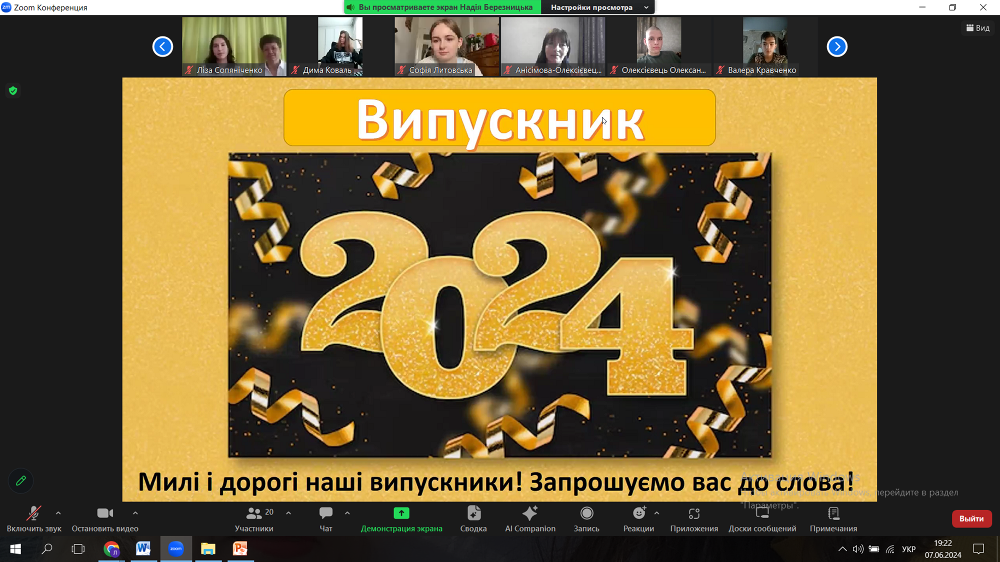 zm Zoom Конференция
Вы просматриваете экран Надія Березницька
Настройки просмотра
Вид
Ліза Сопяніченко
Дима Коваль
Софія Литовська
Анісімова-Олексієвец...
Олексієвець Олексан...
Валера Кравченко
Випускник
2024
Милі і дорогі наші випускники! Запрошуємо вас до слова!
Активация Windows
Чтобы активировать Windows, перейдите в раздел
"Параметры".
20
Включить звук
Остановить видео
Участники
Чат
Демонстрация экрана
Сводка
AI Companion
Запись
Реакции
Приложения
Доски сообщений
Примечания
Выйти
Л
W
zoom
P
УКР
19:22
07.06.2024